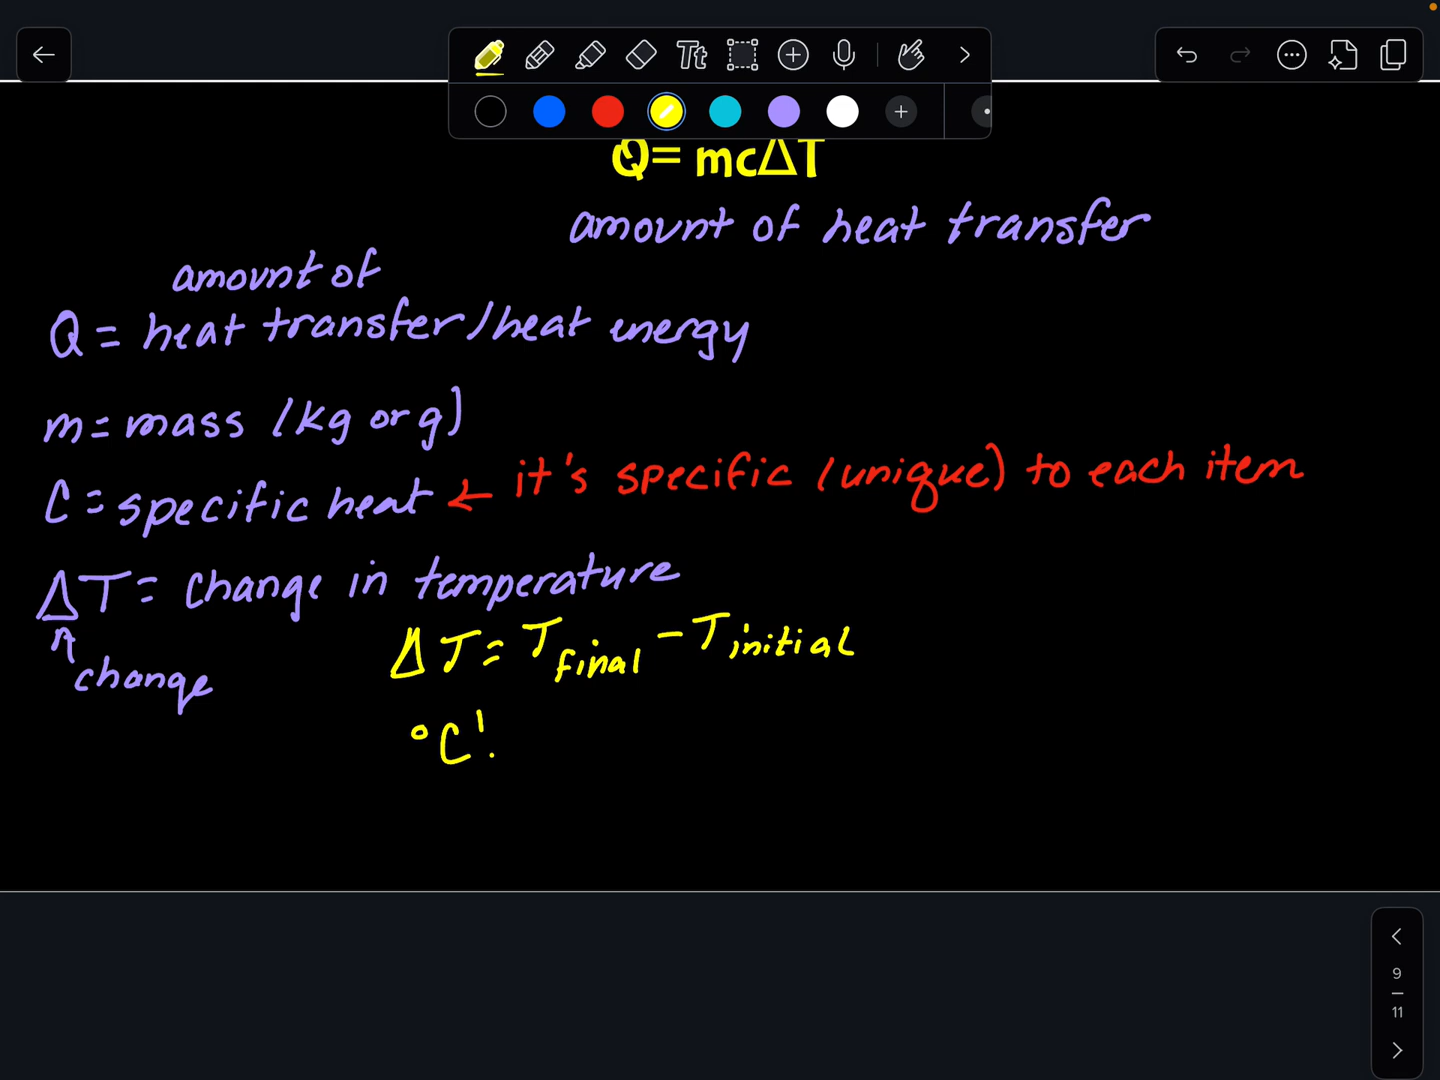 Tt
Q= mcΔT
amount of heat transfer
amount of
Q = heat transfer/heat energy
m = mass (kg or g)
C = specific heat ← it's specific (unique) to each item
ΔT = change in temperature
↑
change
ΔT = T final - T initial
°C!
9
11